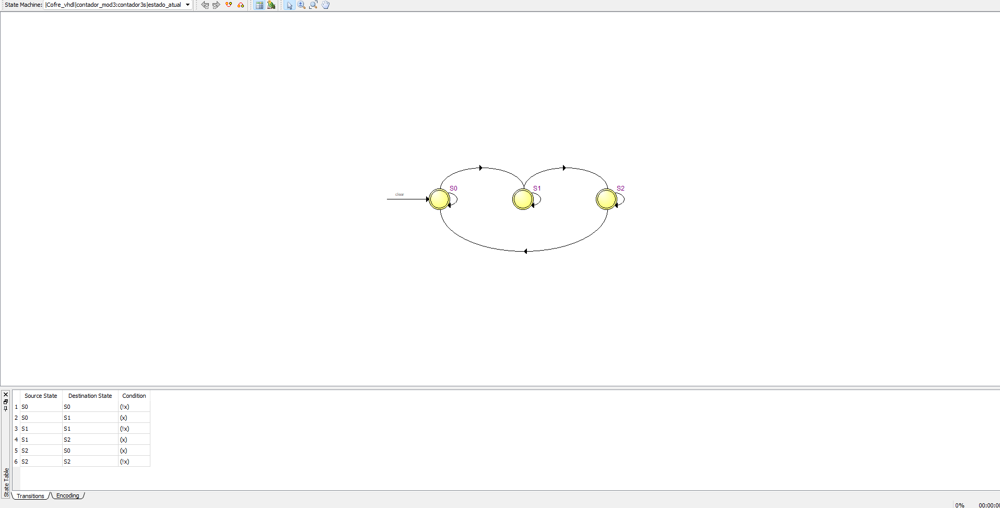 State Machine: |Cofre_vhdl|contador_mod3:contador3s|estado_atual
clear
S0
S1
S2
Source State Destination State Condition
1 S0 S0 (!x)
2 S0 S1 (x)
3 S1 S1 (!x)
4 S1 S2 (x)
5 S2 S0 (x)
6 S2 S2 (!x)
State Table
Transitions Encoding
0% 00:00:00